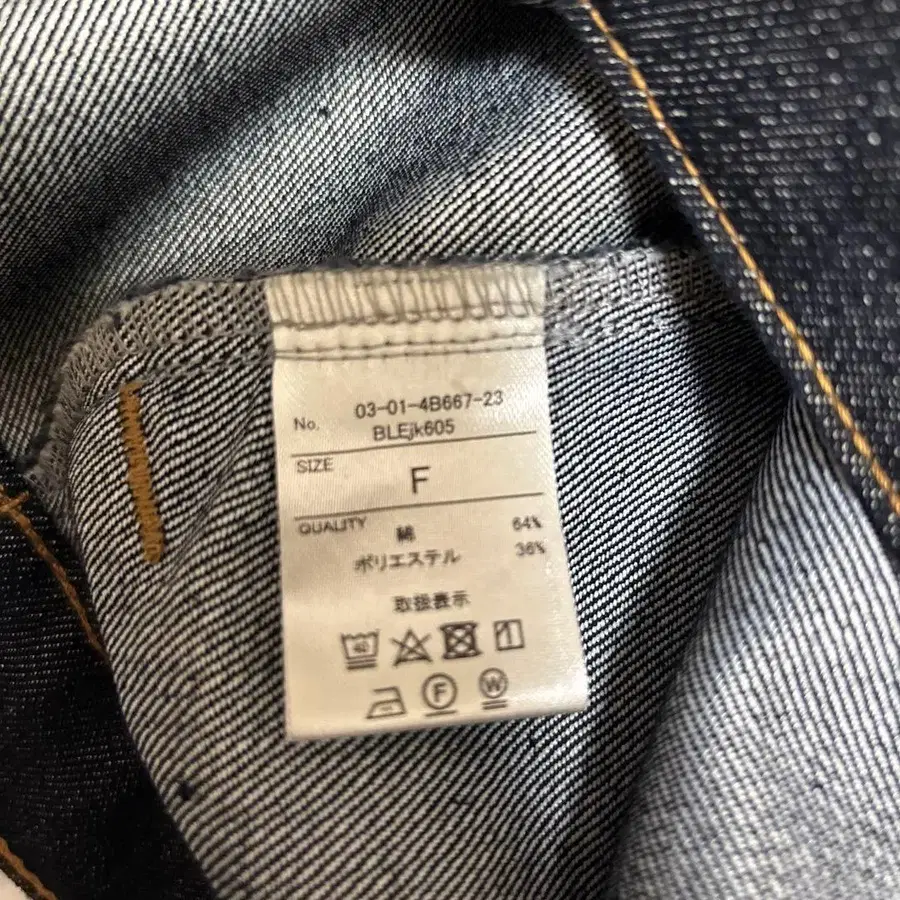 No. 03-01-4B667-23
BLEjk605
SIZE
F
QUALITY
綿 64%
ポリエステル 36%
取扱表示
40
F W